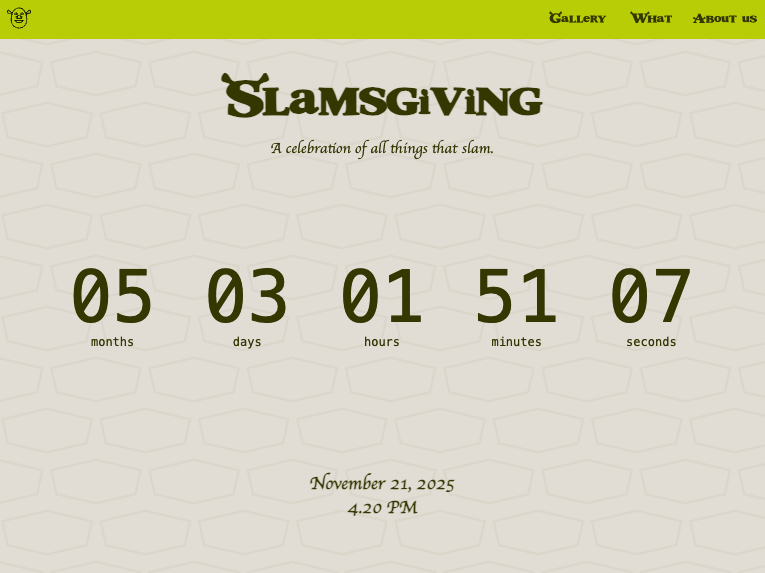 Gallery What About us
Slamsgiving
A celebration of all things that slam.
05 03 01 51 07
months days hours minutes seconds
November 21, 2025
4.20 PM